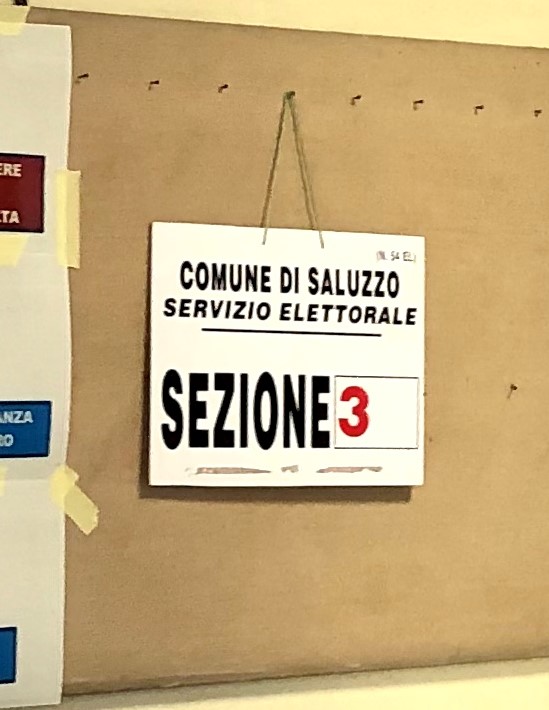 (N. 54 EL)
COMUNE DI SALUZZO
SERVIZIO ELETTORALE
SEZIONE 3